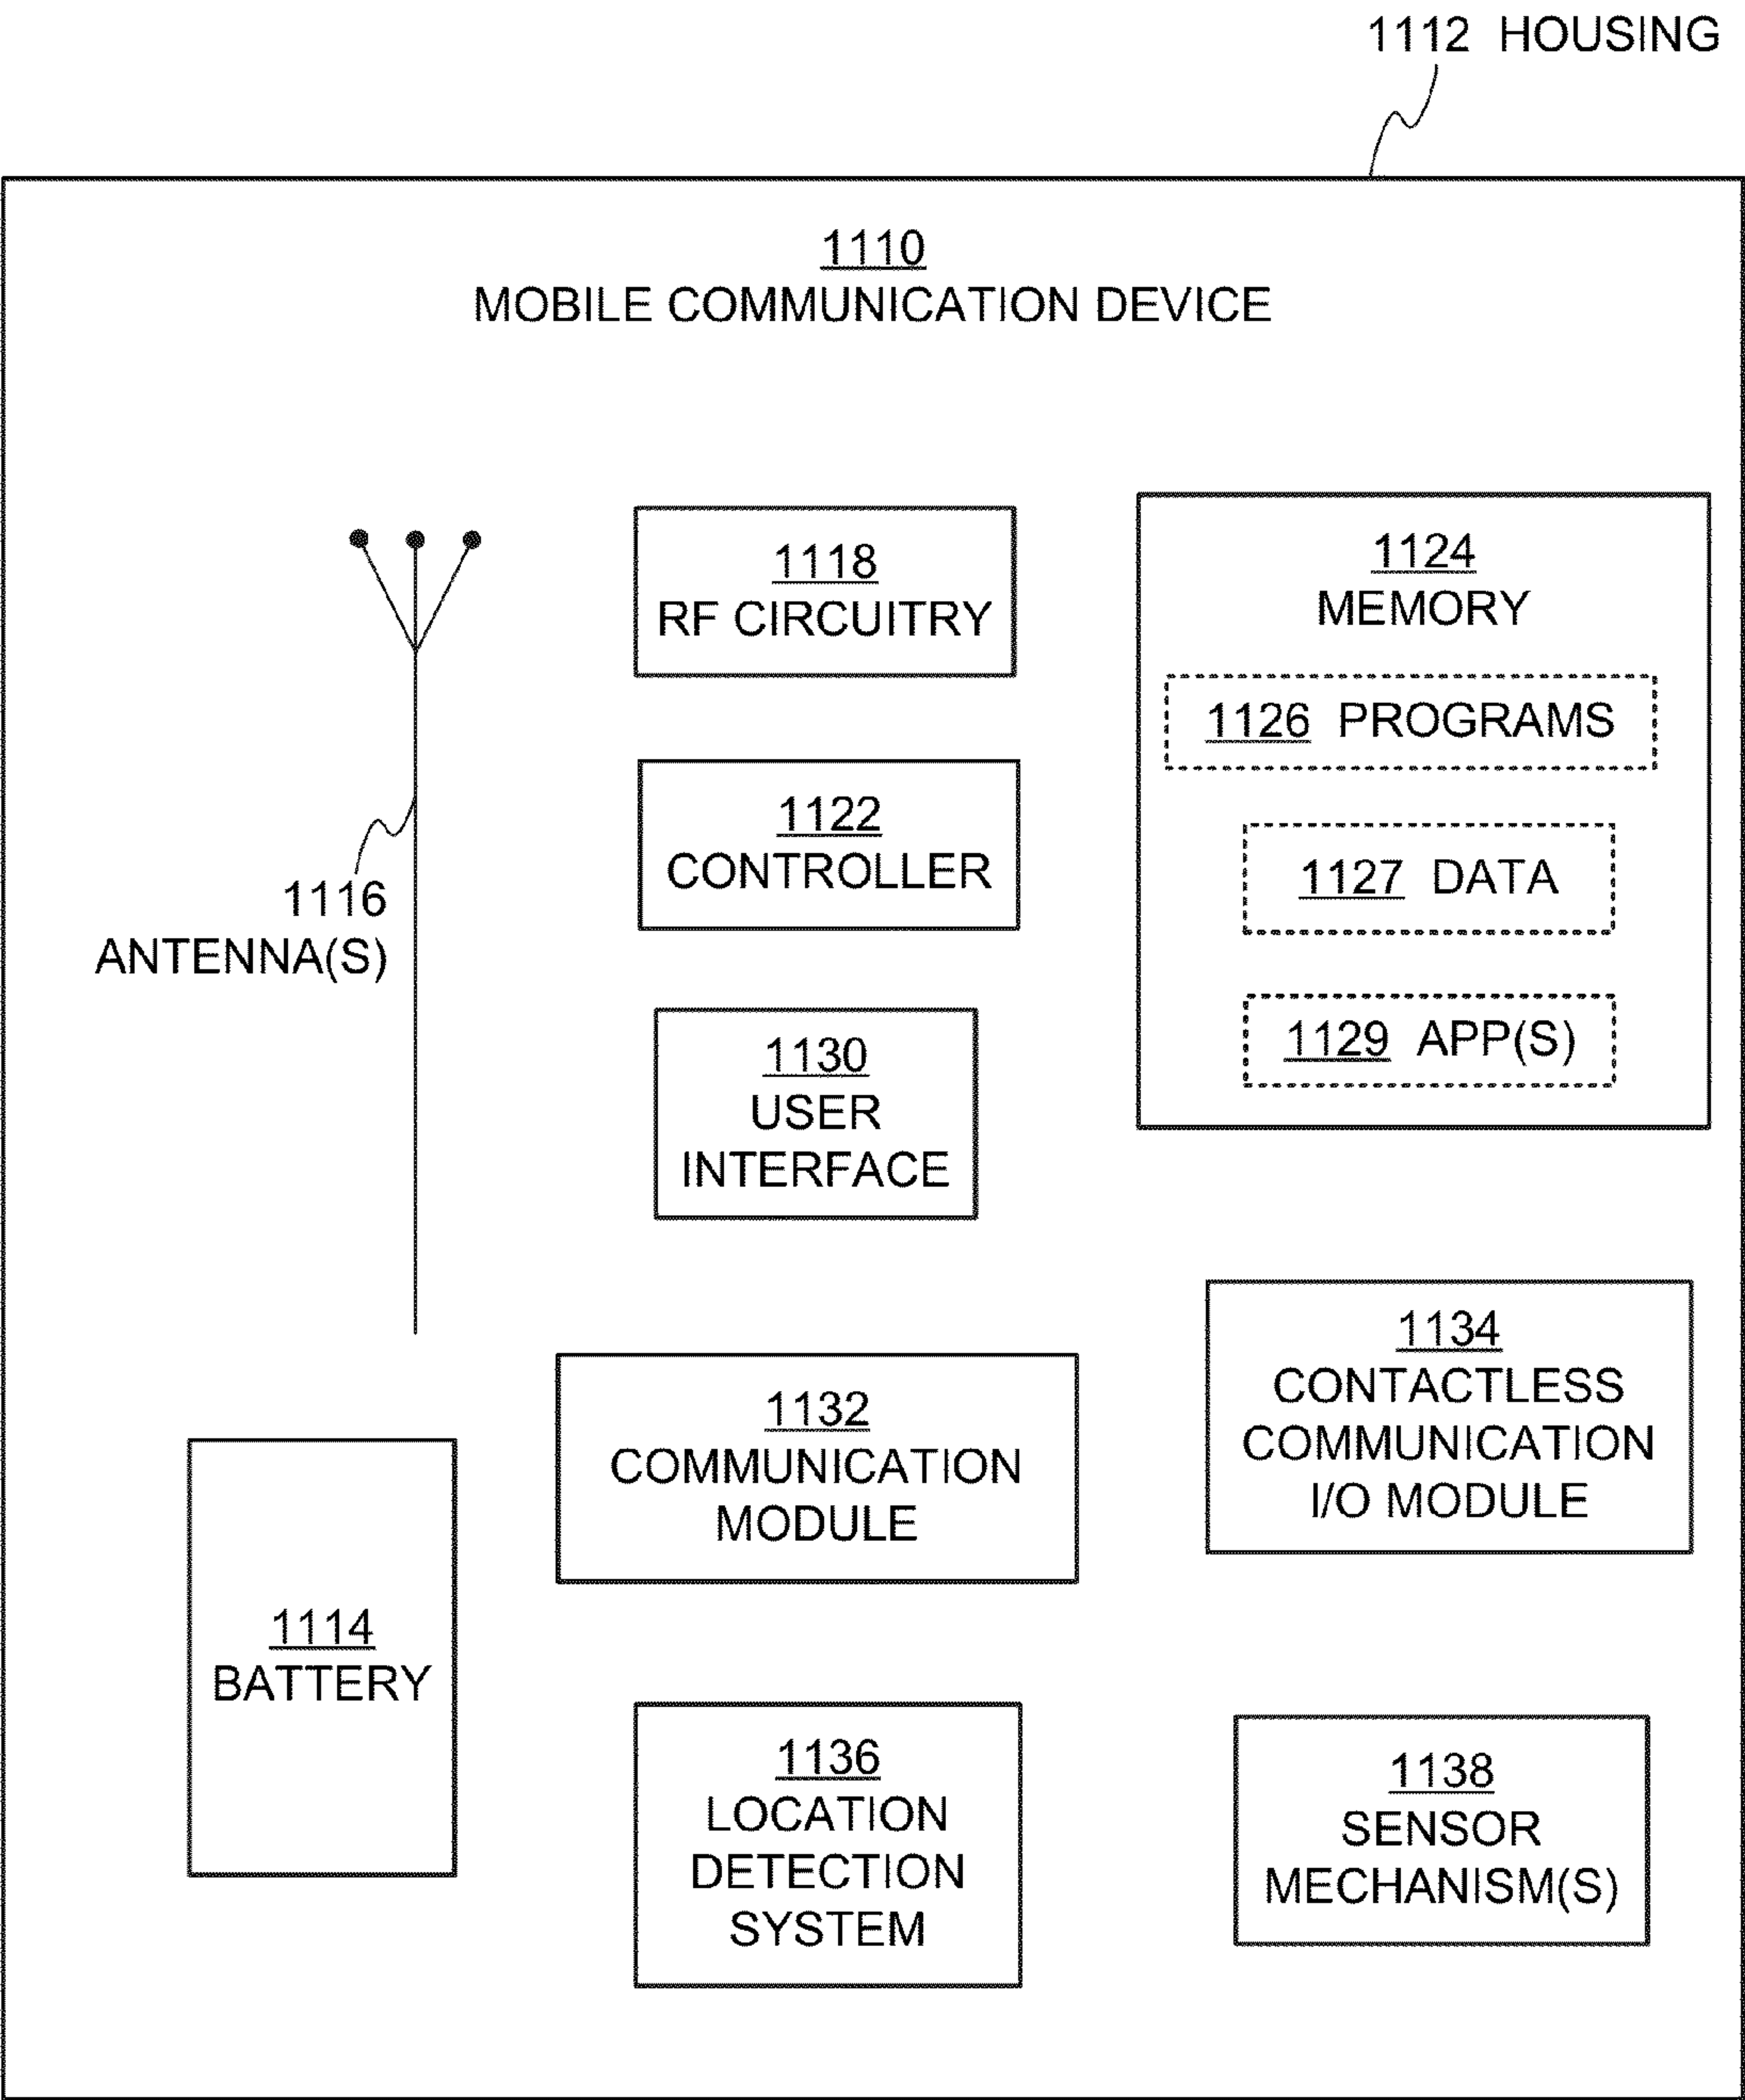 1112 HOUSING
1110
MOBILE COMMUNICATION DEVICE
1116
ANTENNA(S)
1118
RF CIRCUITRY
1122
CONTROLLER
1130
USER
INTERFACE
1124
MEMORY
1126 PROGRAMS
1127 DATA
1129 APP(S)
1132
COMMUNICATION
MODULE
1134
CONTACTLESS
COMMUNICATION
I/O MODULE
1114
BATTERY
1136
LOCATION
DETECTION
SYSTEM
1138
SENSOR
MECHANISM(S)